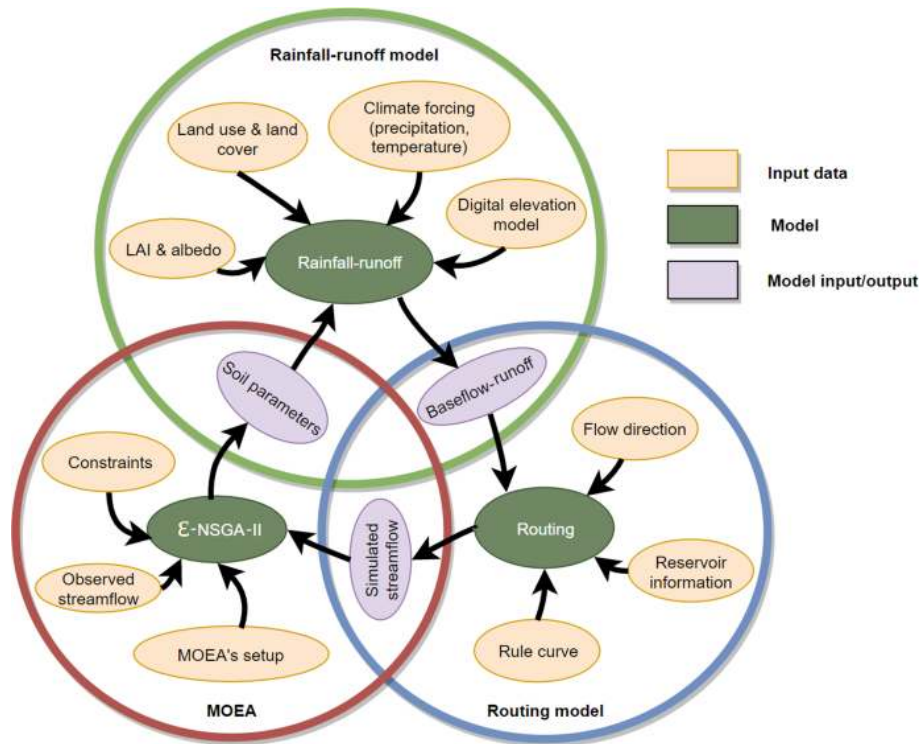 Rainfall-runoff model
Land use & land
cover
Climate forcing
(precipitation,
temperature)
LAI & albedo
Digital elevation
model
Rainfall-runoff
Input data
Model
Model input/output
Soil parameters
Baseflow-runoff
Constraints
Flow direction
Ɛ-NSGA-II
Simulated
streamflow
Routing
Observed
streamflow
Reservoir
information
MOEA's setup
Rule curve
MOEA
Routing model